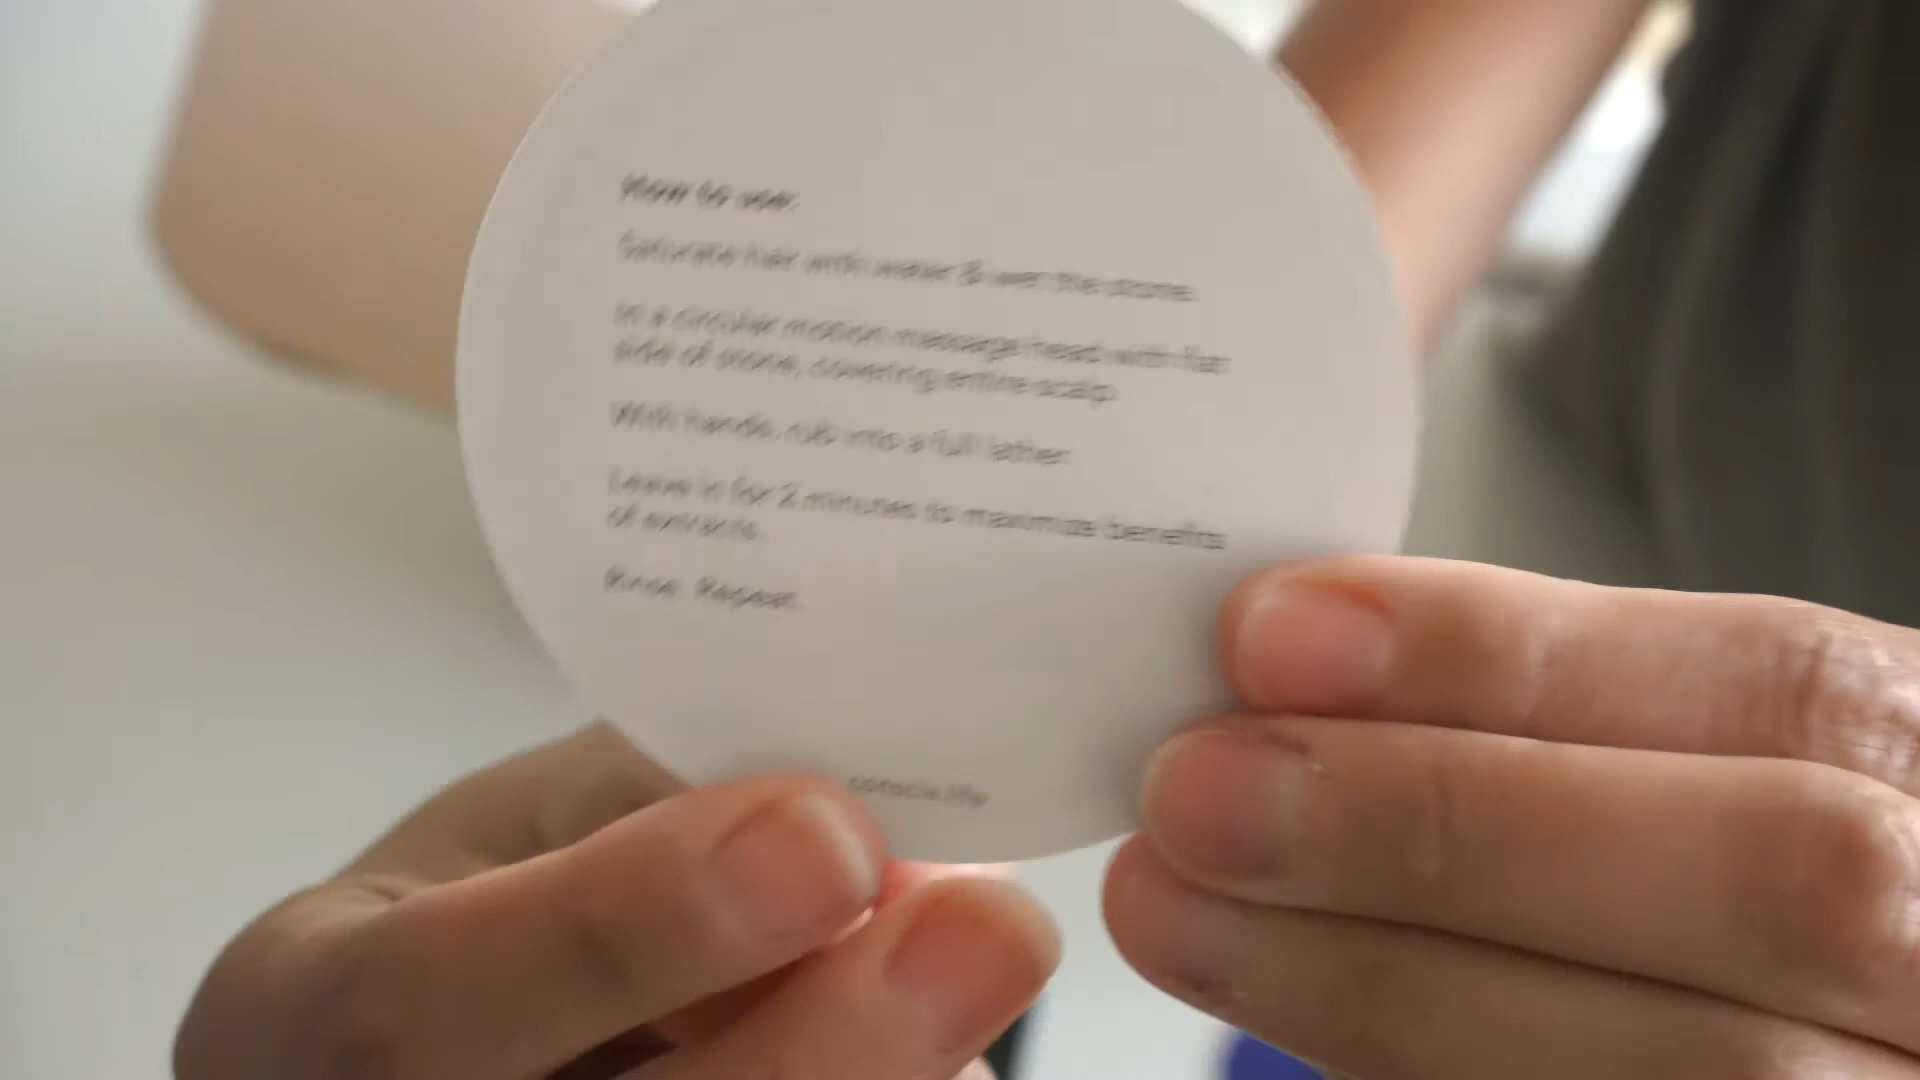 How to use:
Saturate hair with water & wet the stone.
In a circular motion massage head with flat
side of stone, covering entire scalp.
With hands, rub into a full lather.
Leave in for 2 minutes to maximize benefits
of extracts.
Rinse. Repeat.
conscia.life